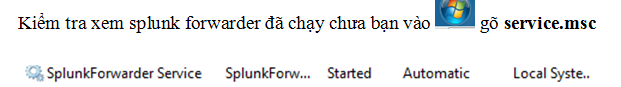 Kiểm tra xem splunk forwarder đã chạy chưa bạn vào gõ service.msc
SplunkForwarder Service SplunkForw... Started Automatic Local Syste..